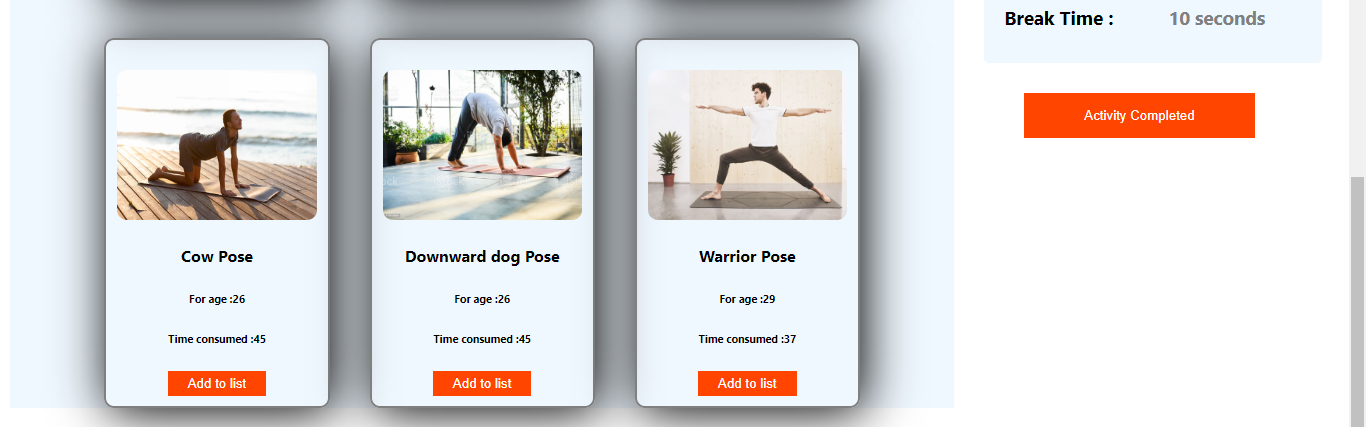 Break Time :
10 seconds
Activity Completed
Cow Pose
For age :26
Time consumed :45
Add to list
Downward dog Pose
For age :26
Time consumed :45
Add to list
Warrior Pose
For age :29
Time consumed :37
Add to list